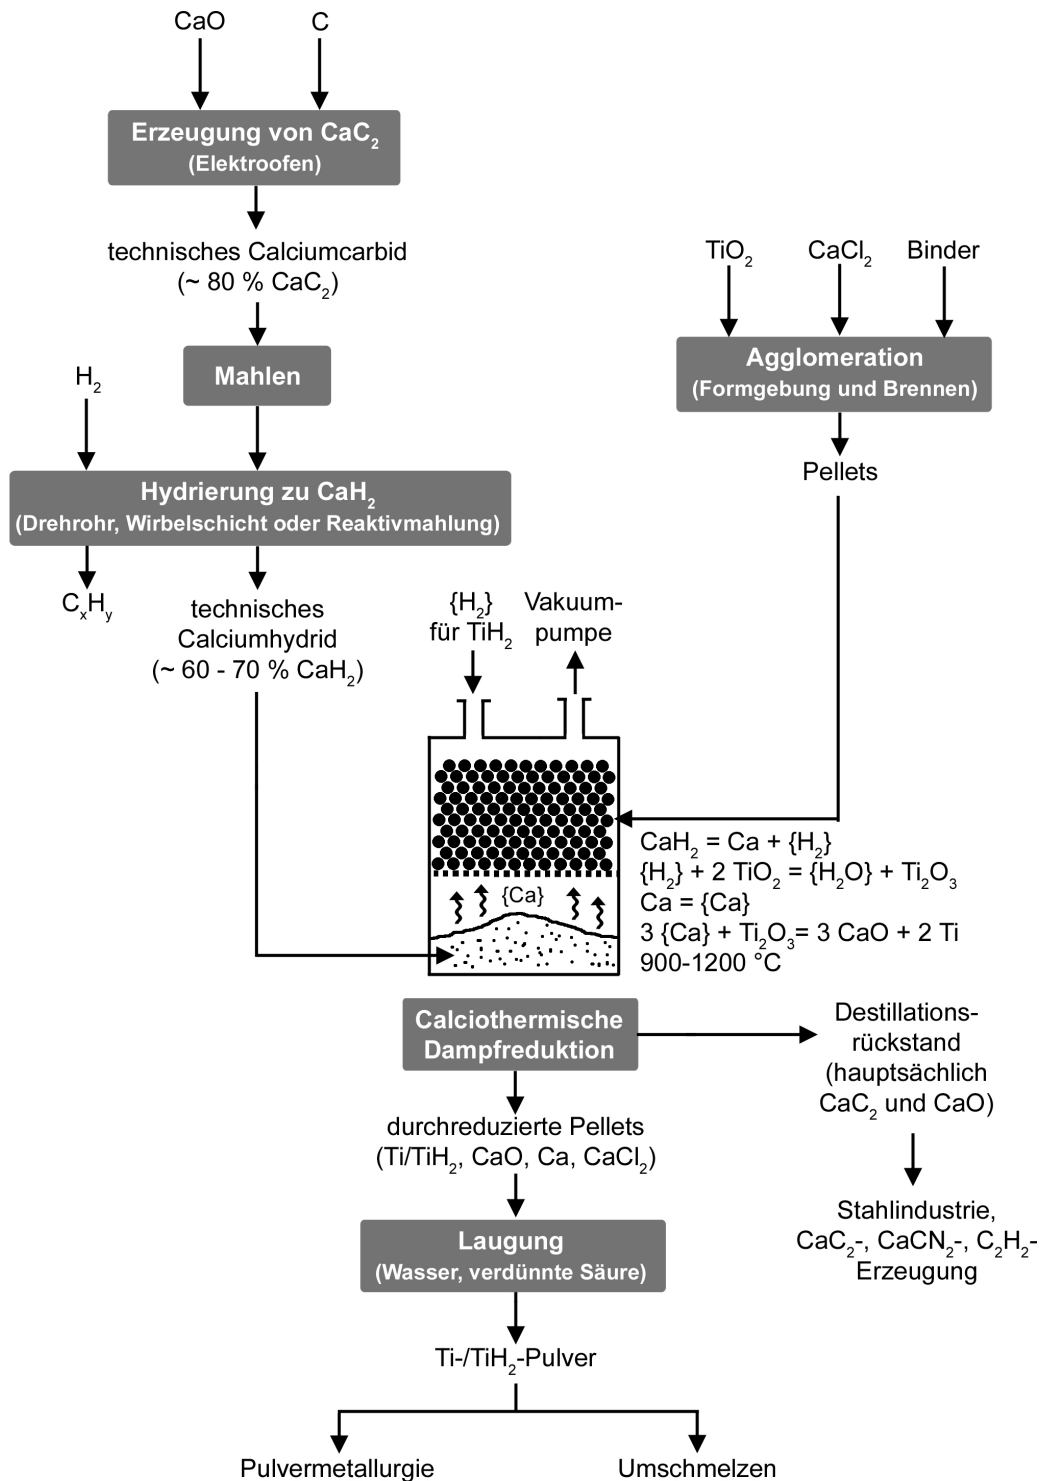 CaO
C
Erzeugung von CaC₂
(Elektroofen)
technisches Calciumcarbid
(~ 80 % CaC₂)
Mahlen
H₂
Hydrierung zu CaH₂
(Drehrohr, Wirbelschicht oder Reaktivmahlung)
CₓHᵧ
technisches
Calciumhydrid
(~ 60 - 70 % CaH₂)
TiO₂
CaCl₂
Binder
Agglomeration
(Formgebung und Brennen)
Pellets
{H₂}
für TiH₂
Vakuum-
pumpe
{Ca}
CaH₂ = Ca + {H₂}
{H₂} + 2 TiO₂ = {H₂O} + Ti₂O₃
Ca = {Ca}
3 {Ca} + Ti₂O₃= 3 CaO + 2 Ti
900-1200 °C
Calciothermische
Dampfreduktion
Destillations-
rückstand
(hauptsächlich
CaC₂ und CaO)
Stahlindustrie,
CaC₂-, CaCN₂-, C₂H₂-
Erzeugung
durchreduzierte Pellets
(Ti/TiH₂, CaO, Ca, CaCl₂)
Laugung
(Wasser, verdünnte Säure)
Ti-/TiH₂-Pulver
Pulvermetallurgie
Umschmelzen